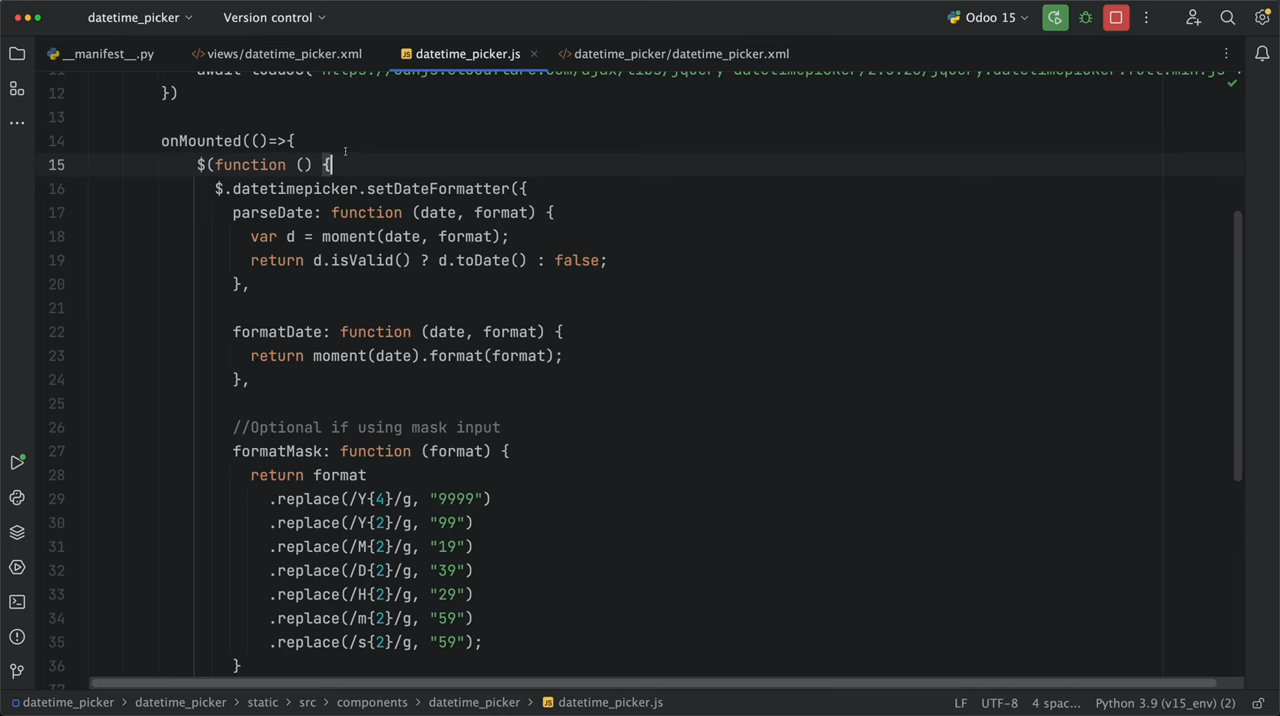 datetime_picker Version control Odoo 15
__manifest__.py views/datetime_picker.xml datetime_picker.js datetime_picker/datetime_picker.xml
12 })
13
14 onMounted(()=>{
15 $(function () {
16 $.datetimepicker.setDateFormatter({
17 parseDate: function (date, format) {
18 var d = moment(date, format);
19 return d.isValid() ? d.toDate() : false;
20 },
21
22 formatDate: function (date, format) {
23 return moment(date).format(format);
24 },
25
26 //Optional if using mask input
27 formatMask: function (format) {
28 return format
29 .replace(/Y{4}/g, "9999")
30 .replace(/Y{2}/g, "99")
31 .replace(/M{2}/g, "19")
32 .replace(/D{2}/g, "39")
33 .replace(/H{2}/g, "29")
34 .replace(/m{2}/g, "59")
35 .replace(/s{2}/g, "59");
36 }
datetime_picker > datetime_picker > static > src > components > datetime_picker > datetime_picker.js LF UTF-8 4 spac... Python 3.9 (v15_env) (2)